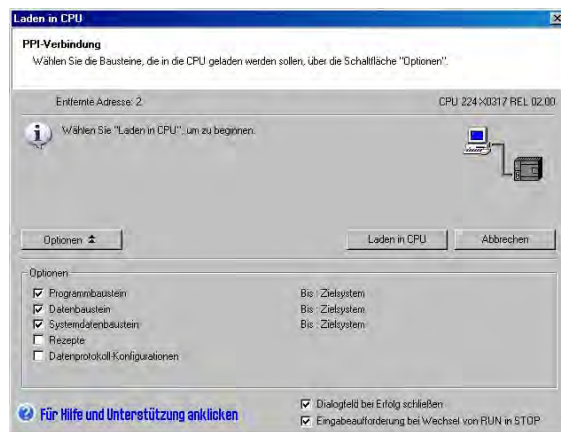 Laden in CPU
PPI-Verbindung
Wählen Sie die Bausteine, die in die CPU geladen werden sollen, über die Schaltfläche "Optionen".
Entfernte Adresse: 2 CPU 224 X0317 REL 02.00
Wählen Sie "Laden in CPU", um zu beginnen.
Optionen Laden in CPU Abbrechen
Optionen
Programmbaustein Bis : Zielsystem
Datenbaustein Bis : Zielsystem
Systemdatenbaustein Bis : Zielsystem
Rezepte
Datenprotokoll-Konfigurationen
Für Hilfe und Unterstützung anklicken
Dialogfeld bei Erfolg schließen
Eingabeaufforderung bei Wechsel von RUN in STOP